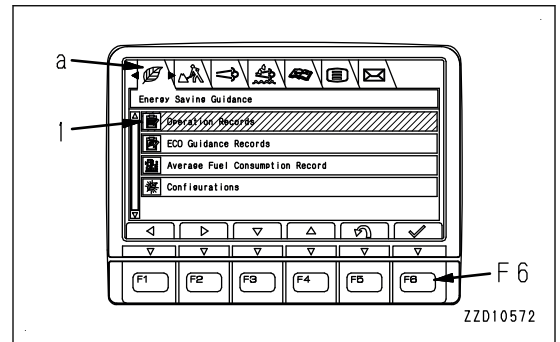 a
Energy Saving Guidance
1
Operation Records
ECO Guidance Records
Average Fuel Consumption Record
Configurations
F1 F2 F3 F4 F5 F6
F6
ZZD10572